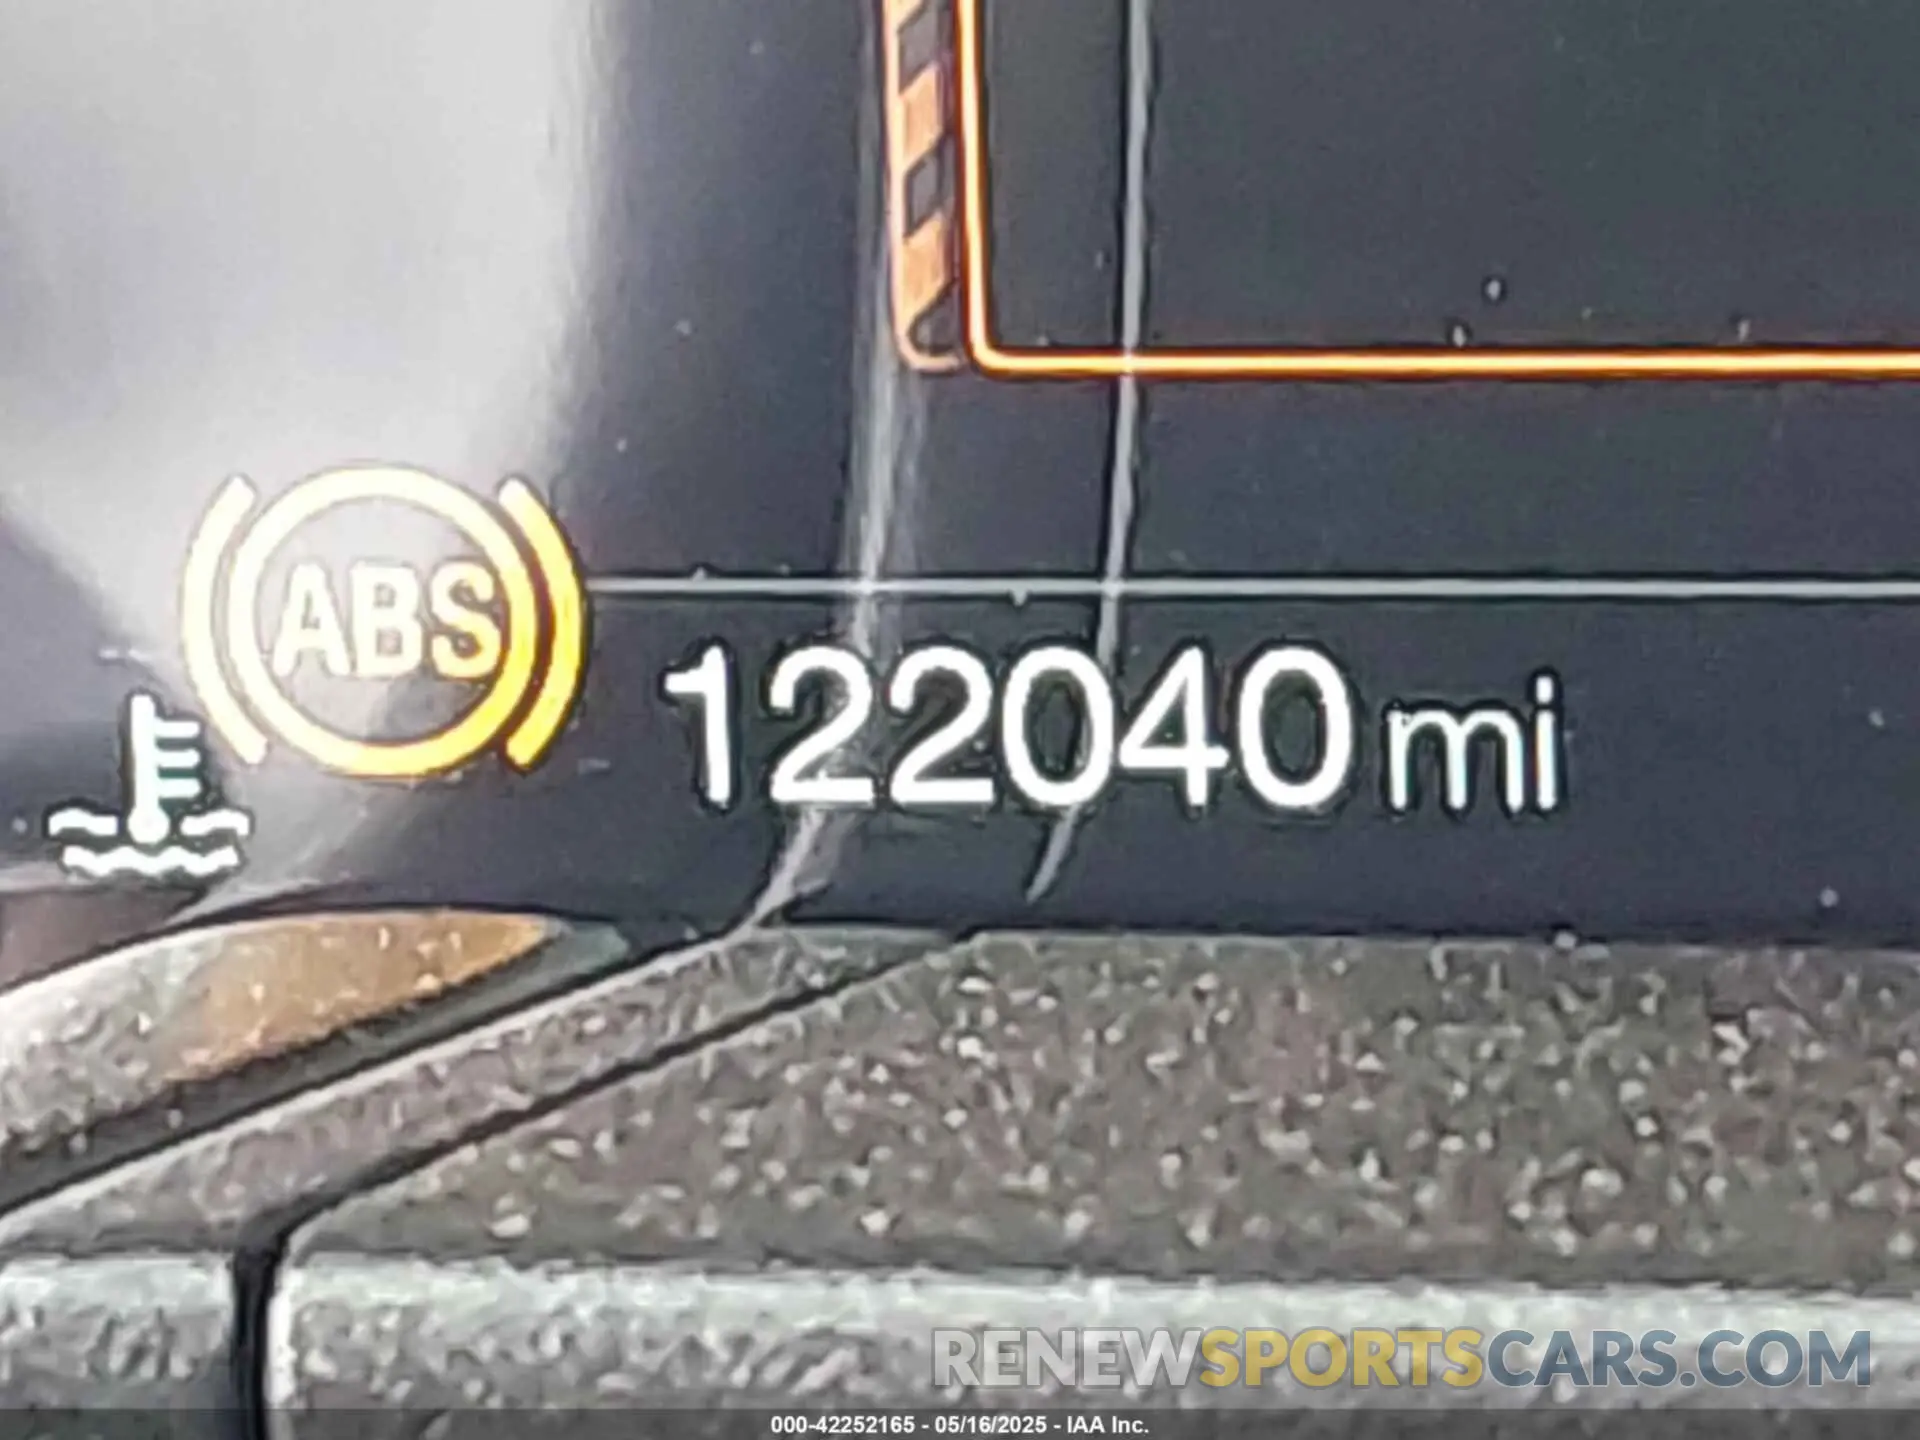 ABS
122040 mi
RENEWSPORTSCARS.COM
000-42252165 - 05/16/2025 - IAA Inc.